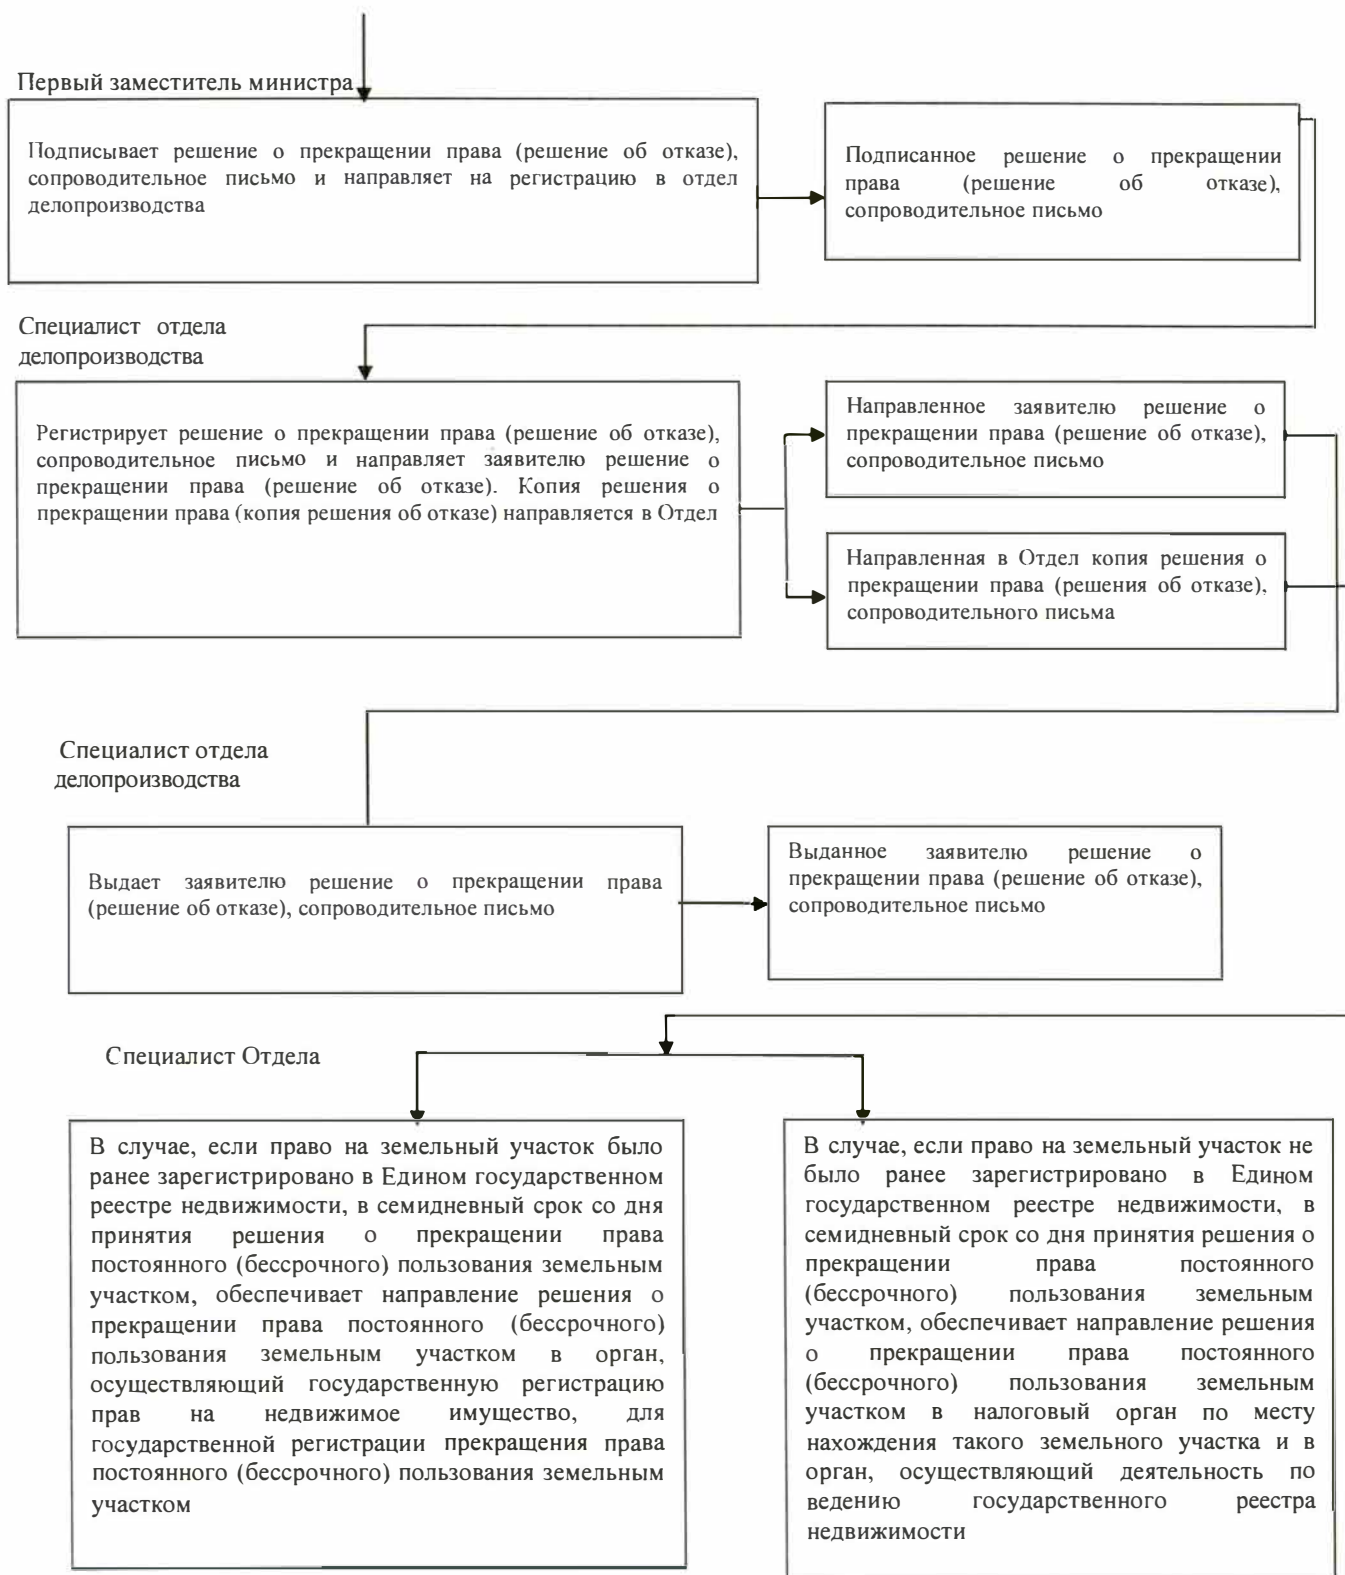 Первый заместитель министра
Подписывает решение о прекращении права (решение об отказе),
сопроводительное письмо и направляет на регистрацию в отдел
делопроизводства
Подписанное решение о прекращении
права (решение об отказе),
сопроводительное письмо
Специалист отдела
делопроизводства
Регистрирует решение о прекращении права (решение об отказе),
сопроводительное письмо и направляет заявителю решение о
прекращении права (решение об отказе). Копия решения о
прекращении права (копия решения об отказе) направляется в Отдел
Направленное заявителю решение о
прекращении права (решение об отказе),
сопроводительное письмо
Направленная в Отдел копия решения о
прекращении права (решения об отказе),
сопроводительного письма
Специалист отдела
делопроизводства
Выдает заявителю решение о прекращении права
(решение об отказе), сопроводительное письмо
Выданное заявителю решение о
прекращении права (решение об отказе),
сопроводительное письмо
Специалист Отдела
В случае, если право на земельный участок было
ранее зарегистрировано в Едином государственном
реестре недвижимости, в семидневный срок со дня
принятия решения о прекращении права
постоянного (бессрочного) пользования земельным
участком, обеспечивает направление решения о
прекращении права постоянного (бессрочного)
пользования земельным участком в орган,
осуществляющий государственную регистрацию
прав на недвижимое имущество, для
государственной регистрации прекращения права
постоянного (бессрочного) пользования земельным
участком
В случае, если право на земельный участок не
было ранее зарегистрировано в Едином
государственном реестре недвижимости, в
семидневный срок со дня принятия решения о
прекращении права постоянного
(бессрочного) пользования земельным
участком, обеспечивает направление решения
о прекращении права постоянного
(бессрочного) пользования земельным
участком в налоговый орган по месту
нахождения такого земельного участка и в
орган, осуществляющий деятельность по
ведению государственного реестра
недвижимости